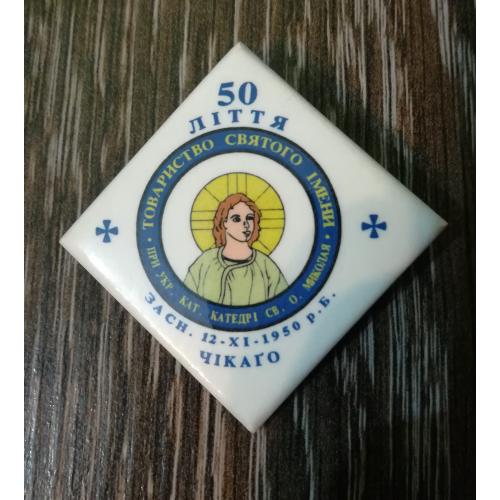 50
ЛІТТЯ
· ТОВАРИСТВО СВЯТОГО ІМЕНИ ·
ПРИ УКР. КАТ. КАТЕДРІ СВ. О. МИКОЛАЯ
ЗАСН. 12-XI-1950 р.Б.
ЧІКАҐО